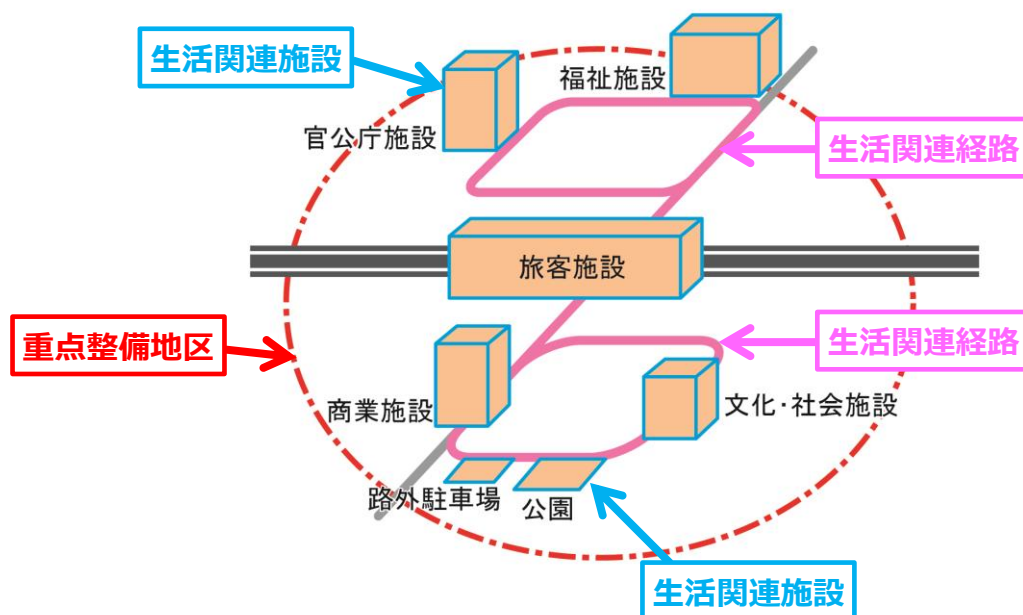 生活関連施設
福祉施設
官公庁施設
生活関連経路
旅客施設
重点整備地区
生活関連経路
商業施設
文化・社会施設
路外駐車場
公園
生活関連施設